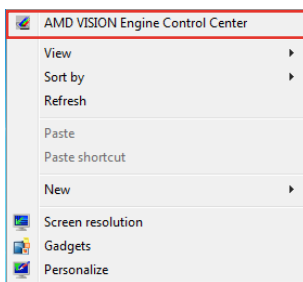 AMD VISION Engine Control Center
View
Sort by
Refresh
Paste
Paste shortcut
New
Screen resolution
Gadgets
Personalize